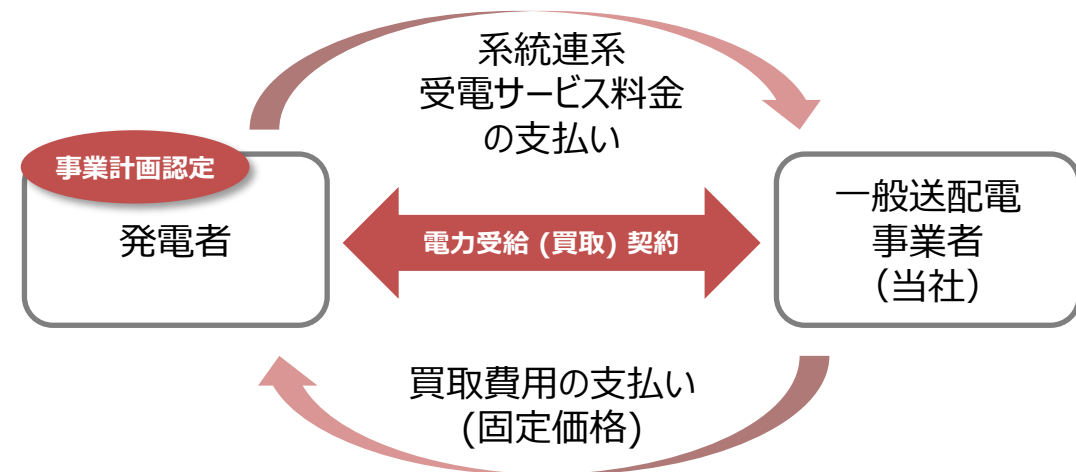 系統連系
受電サービス料金
の支払い
事業計画認定
発電者
電力受給 (買取) 契約
一般送配電
事業者
（当社）
買取費用の支払い
(固定価格)